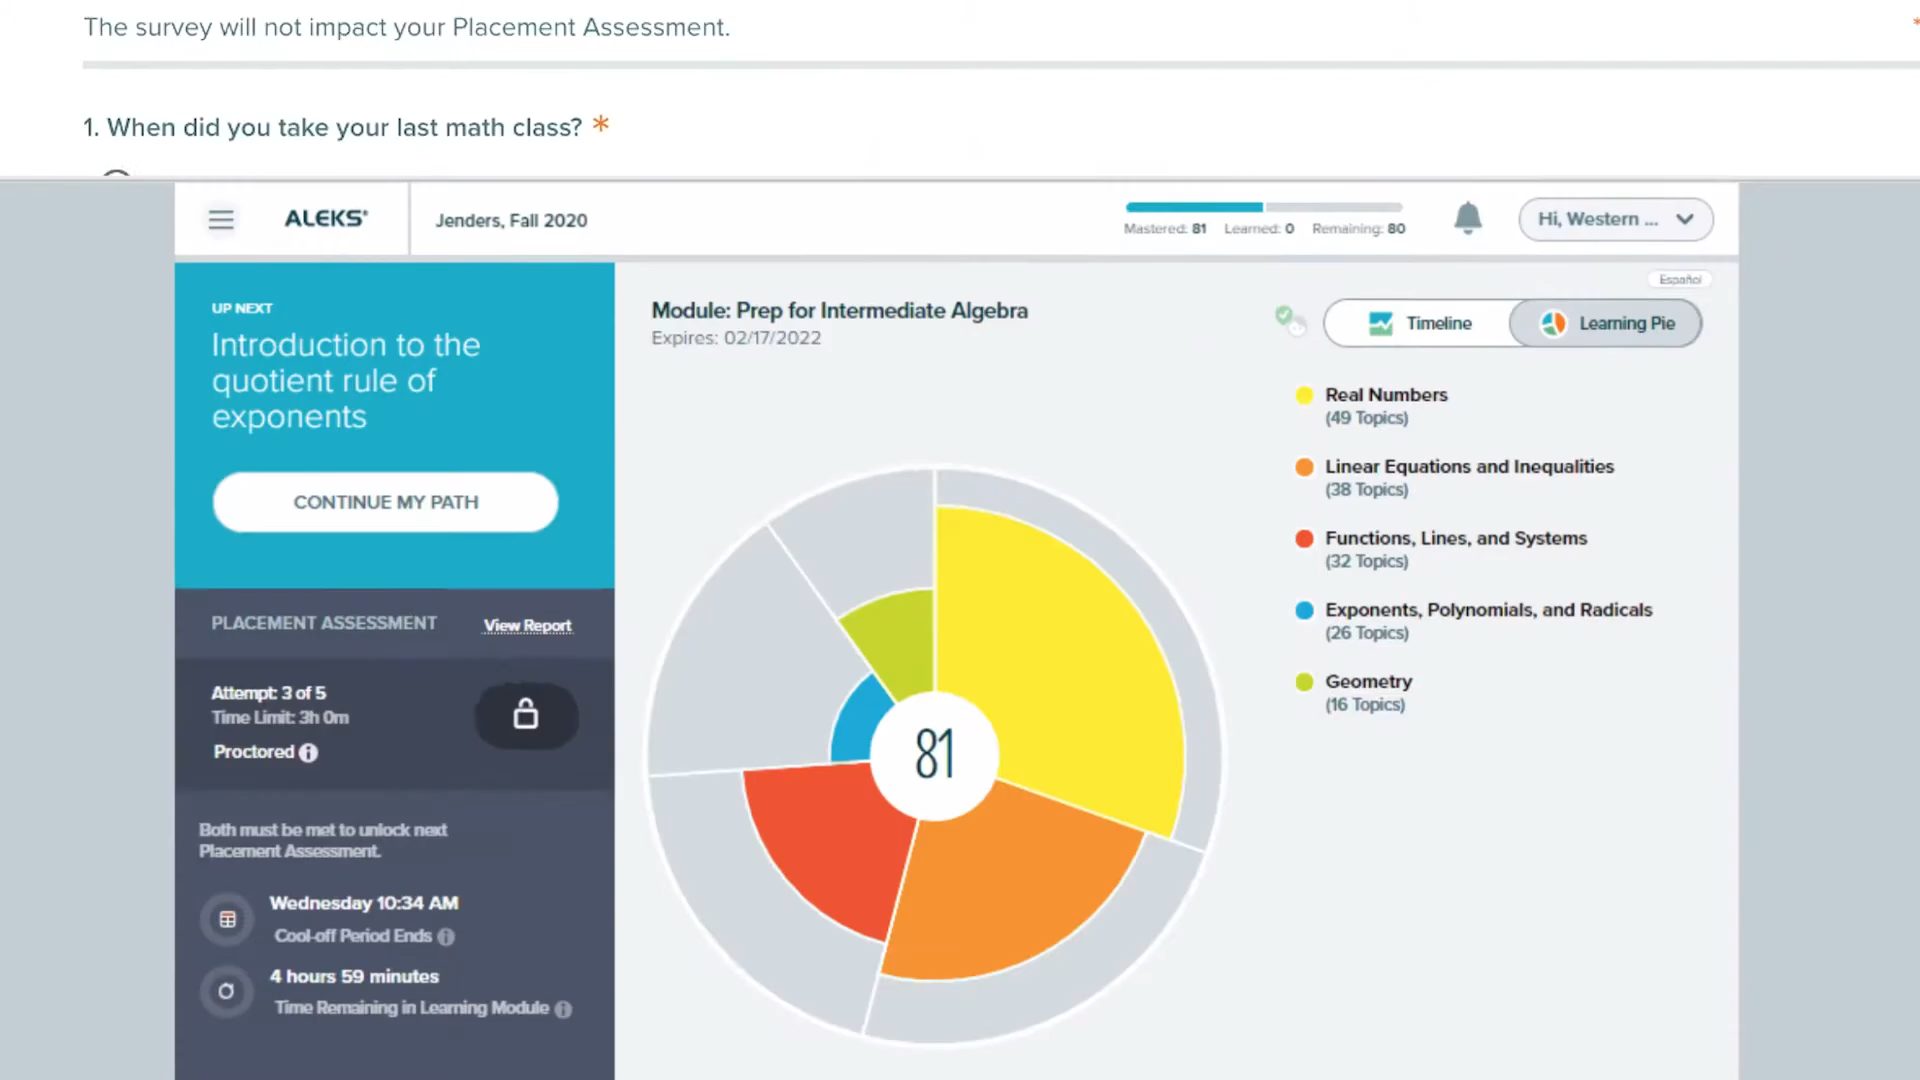 The survey will not impact your Placement Assessment.
*
1. When did you take your last math class? *
ALEKS®
Jenders, Fall 2020
Mastered: 81 Learned: 0 Remaining: 80
Hi, Western ...
Español
UP NEXT
Introduction to the
quotient rule of
exponents
CONTINUE MY PATH
Module: Prep for Intermediate Algebra
Expires: 02/17/2022
Timeline
Learning Pie
Real Numbers
(49 Topics)
Linear Equations and Inequalities
(38 Topics)
Functions, Lines, and Systems
(32 Topics)
Exponents, Polynomials, and Radicals
(26 Topics)
Geometry
(16 Topics)
81
PLACEMENT ASSESSMENT
View Report
Attempt: 3 of 5
Time Limit: 3h 0m
Proctored
Both must be met to unlock next
Placement Assessment.
Wednesday 10:34 AM
Cool-off Period Ends
4 hours 59 minutes
Time Remaining in Learning Module